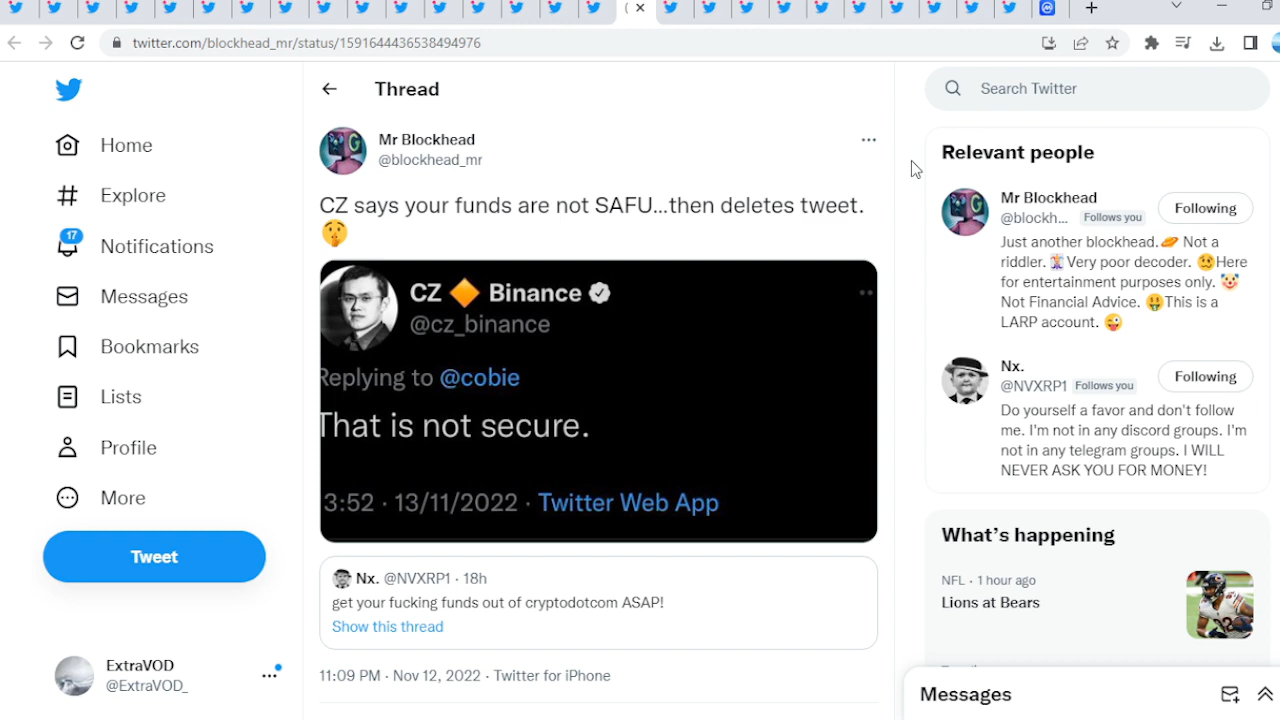 twitter.com/blockhead_mr/status/1591644436538494976
Thread
Search Twitter
Home
Explore
17
Notifications
Messages
Bookmarks
Lists
Profile
More
Tweet
ExtraVOD
@ExtraVOD_
Mr Blockhead
@blockhead_mr
CZ says your funds are not SAFU...then deletes tweet.
🤫
CZ 🔶 Binance
@cz_binance
Replying to @cobie
That is not secure.
3:52 · 13/11/2022 · Twitter Web App
Nx. @NVXRP1 · 18h
get your fucking funds out of cryptodotcom ASAP!
Show this thread
11:09 PM · Nov 12, 2022 · Twitter for iPhone
Relevant people
Mr Blockhead
@blockh... Follows you
Following
Just another blockhead.🥖 Not a
riddler.🃏Very poor decoder. 🥴Here
for entertainment purposes only. 🤡
Not Financial Advice. 🤑This is a
LARP account. 😜
Nx.
@NVXRP1 Follows you
Following
Do yourself a favor and don't follow
me. I'm not in any discord groups. I'm
not in any telegram groups. I WILL
NEVER ASK YOU FOR MONEY!
What's happening
NFL · 1 hour ago
Lions at Bears
Messages